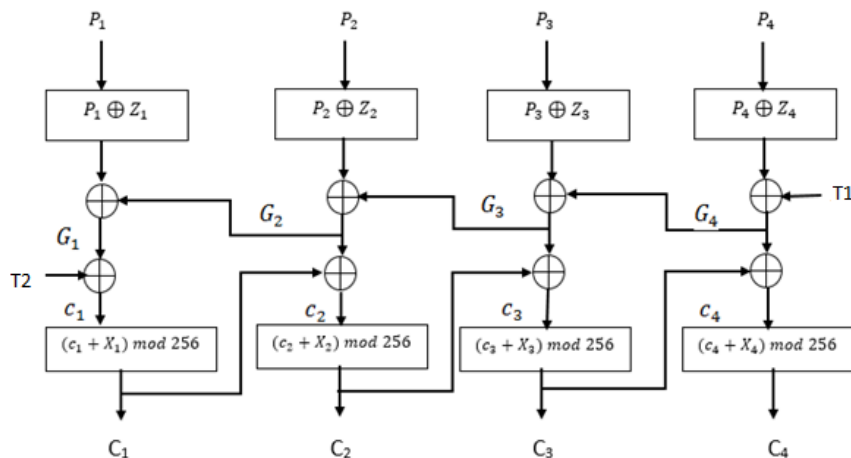 P₁ P₂ P₃ P₄
P₁ ⊕ Z₁ P₂ ⊕ Z₂ P₃ ⊕ Z₃ P₄ ⊕ Z₄
T1
G₂ G₃ G₄
G₁
T2
c₁ c₂ c₃ c₄
(c₁ + X₁) mod 256 (c₂ + X₂) mod 256 (c₃ + X₃) mod 256 (c₄ + X₄) mod 256
C₁ C₂ C₃ C₄